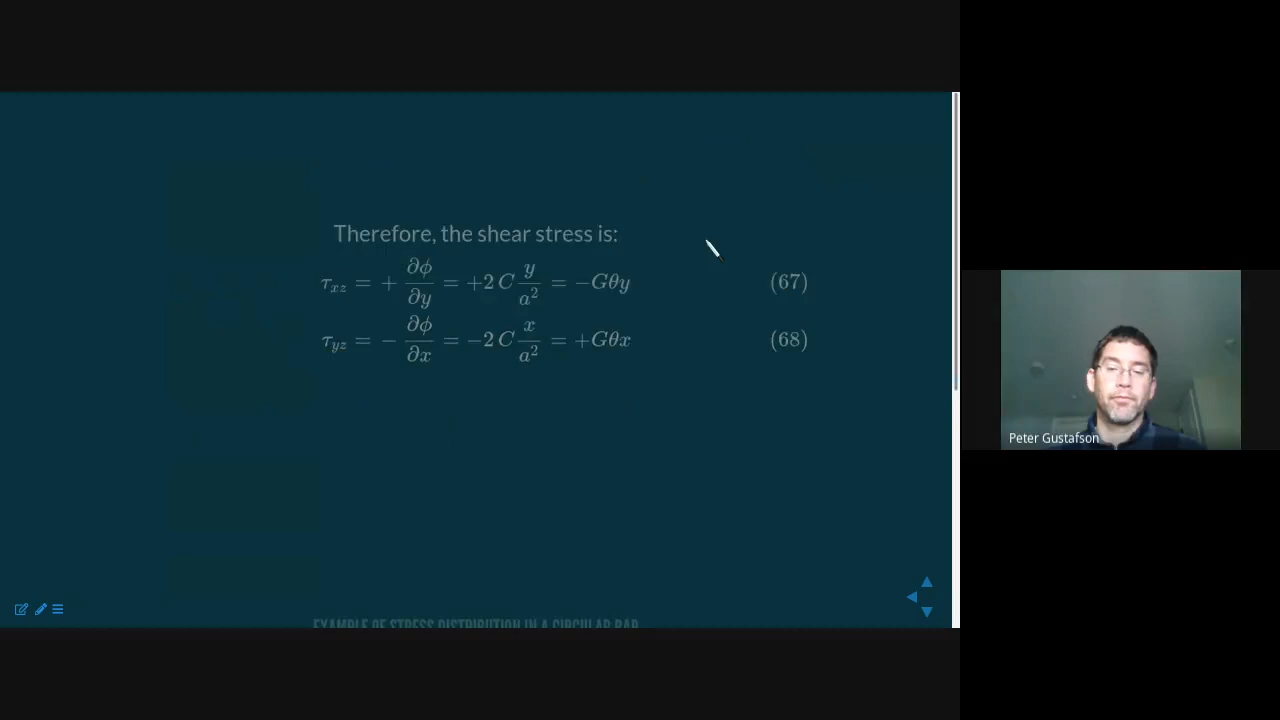 Therefore, the shear stress is:
τ_xz = + ∂ϕ/∂y = +2 C y/a² = −Gθy (67)
τ_yz = − ∂ϕ/∂x = −2 C x/a² = +Gθx (68)
EXAMPLE OF STRESS DISTRIBUTION IN A CIRCULAR BAR
Peter Gustafson